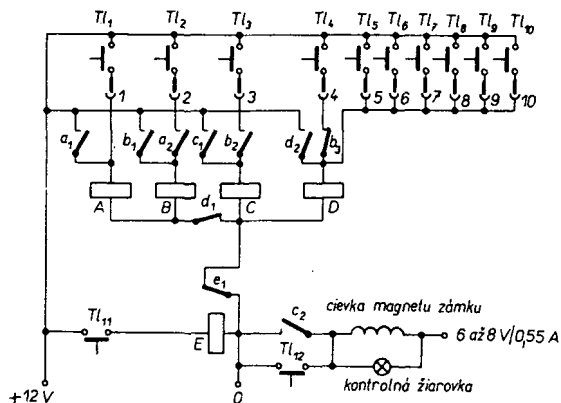 Tl1 Tl2 Tl3 Tl4 Tl5 Tl6 Tl7 Tl8 Tl9 Tl10
1 2 3 4 5 6 7 8 9 10
a1 b1 a2 c1 b2 d2 b3
A B C D
d1
e1
Tl11 E c2 cievka magnetu zámku
6 až 8 V/0,55 A
Tl12
kontrolná žiarovka
+12 V 0